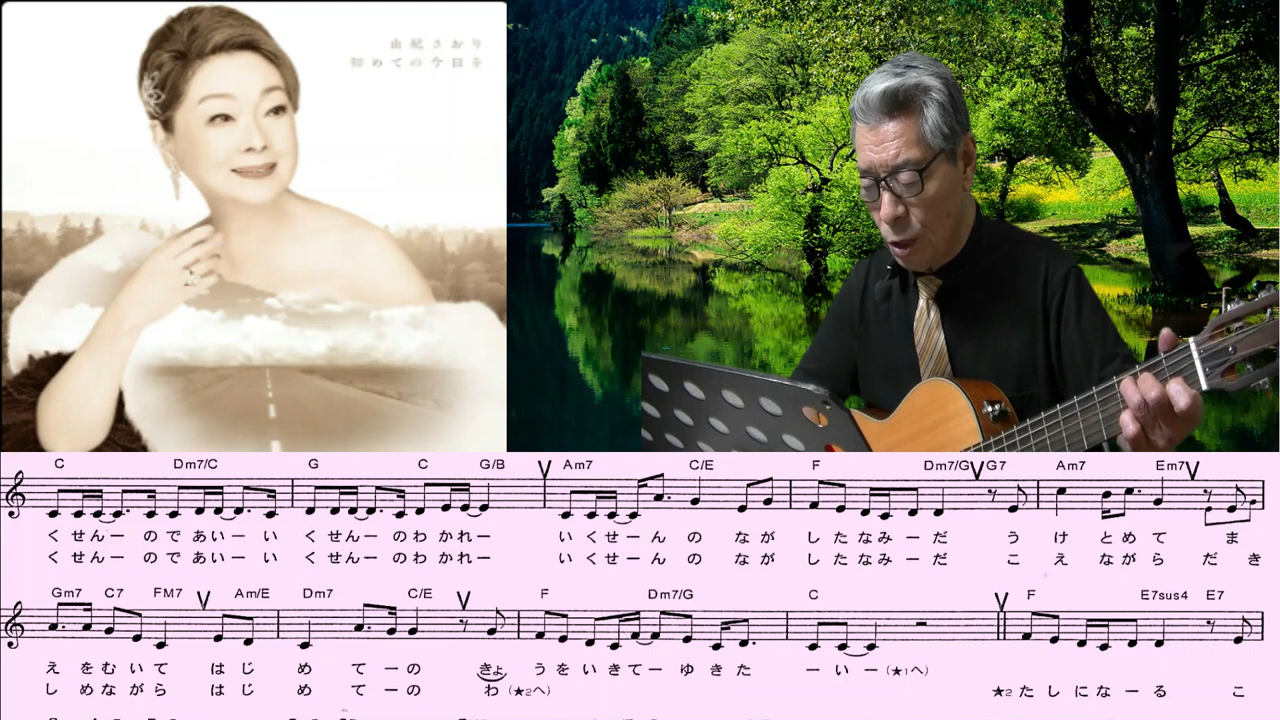 由紀さおり
初めての今日を
C Dm7/C G C G/B Am7 C/E F Dm7/G G7 Am7 Em7
くせんーのであいーい くせんーのわかれー いくせーんのなが したなみーだ う けとめて ま
くせんーのであいーい くせんーのわかれー いくせーんのなが したなみーだ こ えながら だき
Gm7 C7 FM7 Am/E Dm7 C/E F Dm7/G C F E7sus4 E7
えをむいて はじ めてーの きょ うをいきてーゆきた ーいー(★1へ)
しめながら はじ めてーの わ(★2へ) ★2たしになーる こ